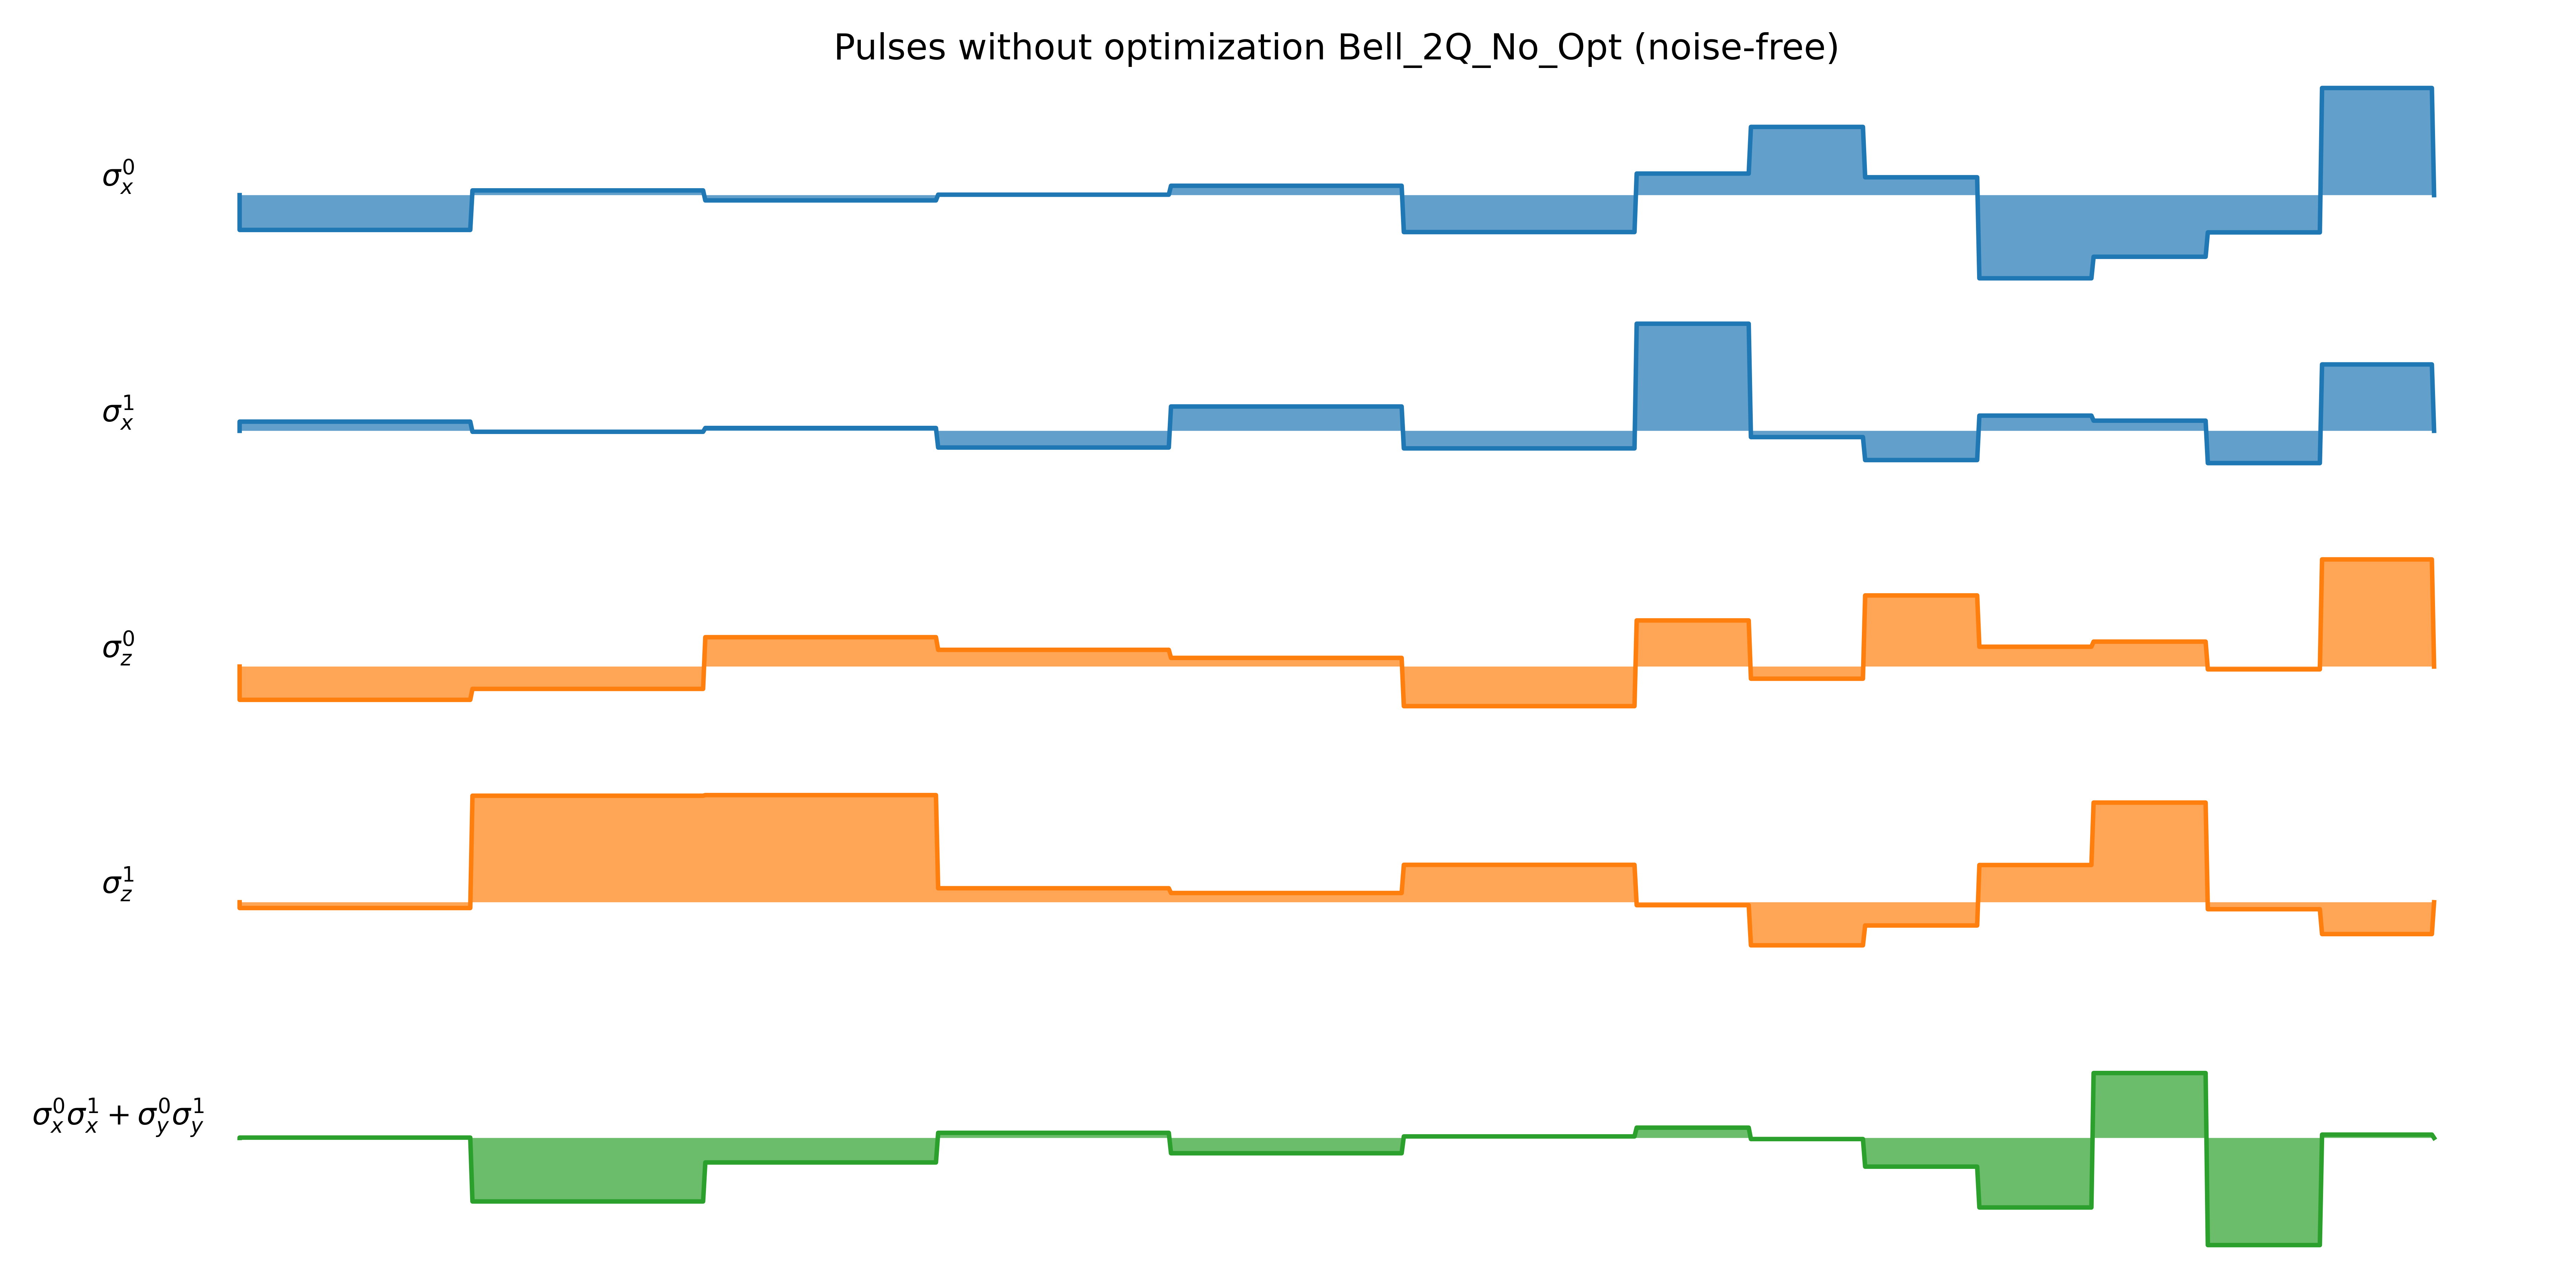 Pulses without optimization Bell_2Q_No_Opt (noise-free)
σ_x^0
σ_x^1
σ_z^0
σ_z^1
σ_x^0σ_x^1 + σ_y^0σ_y^1